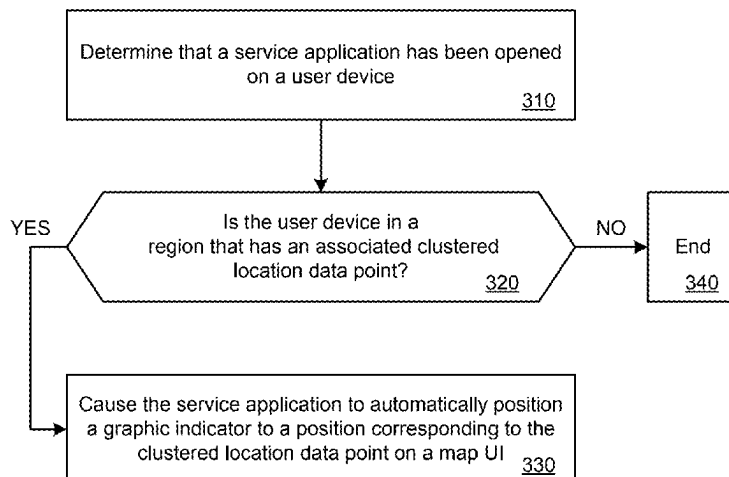 Determine that a service application has been opened
on a user device
310
YES
Is the user device in a
region that has an associated clustered
location data point?
320
NO
End
340
Cause the service application to automatically position
a graphic indicator to a position corresponding to the
clustered location data point on a map UI
330